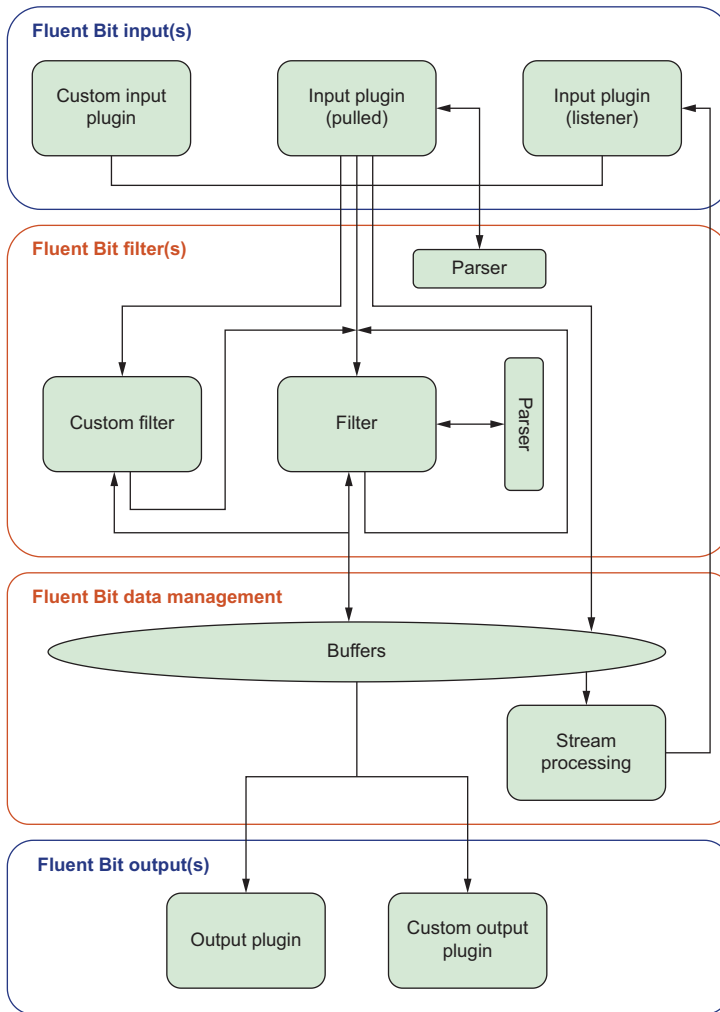 Fluent Bit input(s)
Custom input
plugin
Input plugin
(pulled)
Input plugin
(listener)
Fluent Bit filter(s)
Parser
Custom filter
Filter
Parser
Fluent Bit data management
Buffers
Stream
processing
Fluent Bit output(s)
Output plugin
Custom output
plugin